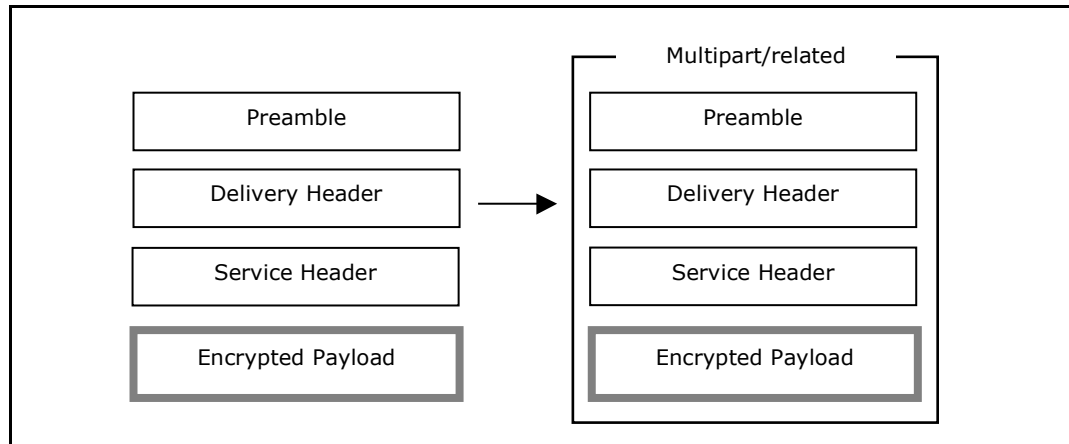 Multipart/related
Preamble
Preamble
Delivery Header
Delivery Header
Service Header
Service Header
Encrypted Payload
Encrypted Payload